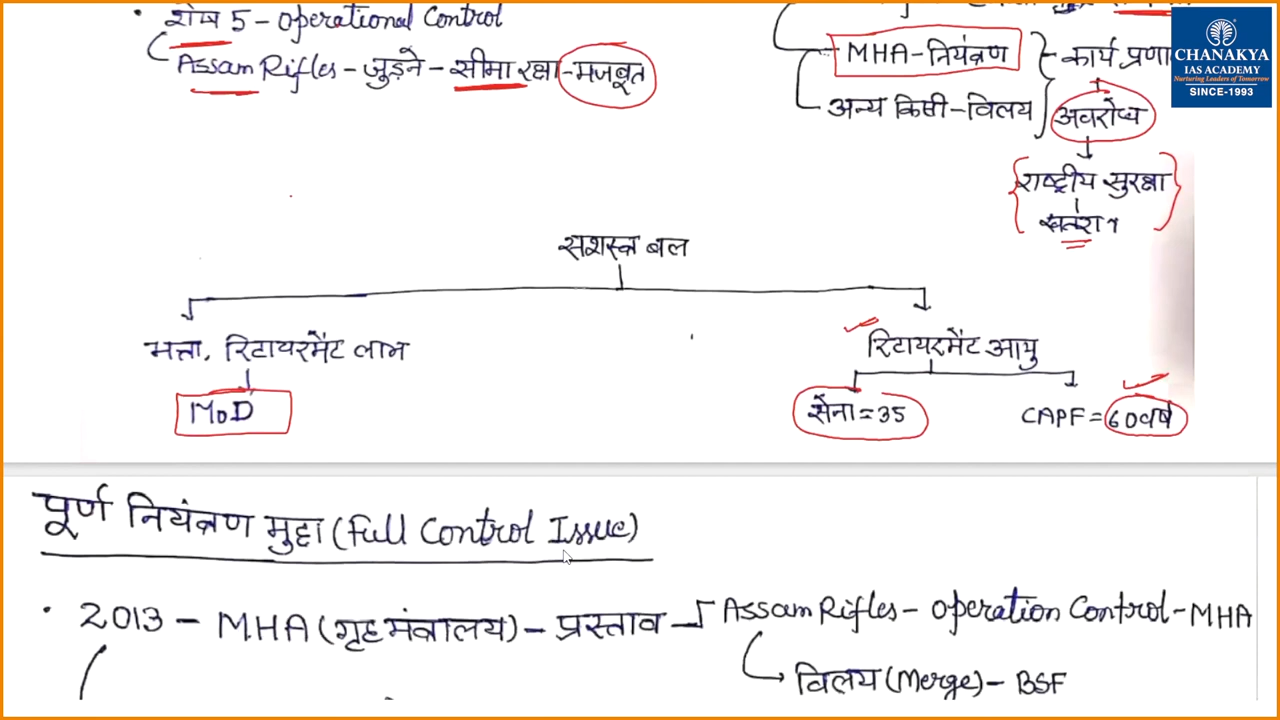 • शेष 5 - Operational Control
Assam Rifles - जुड़ने - सीमा रक्षा - मजबूत
MHA - नियंत्रण - कार्य प्रणा
अन्य किसी - विलय
अवरोध
राष्ट्रीय सुरक्षा
खतरा ↑
CHANAKYA
IAS ACADEMY
Nurturing Leaders of Tomorrow
SINCE-1993
सशस्त्र बल
भत्ता, रिटायरमैंट लाभ
MoD
रिटायरमैंट आयु
सेना = 35
CAPF = 60 वर्ष
पूर्ण नियंत्रण मुद्दा (Full Control Issue)
• 2013 - MHA (गृह मंत्रालय) - प्रस्ताव - Assam Rifles - Operation Control - MHA
विलय (Merge) - BSF